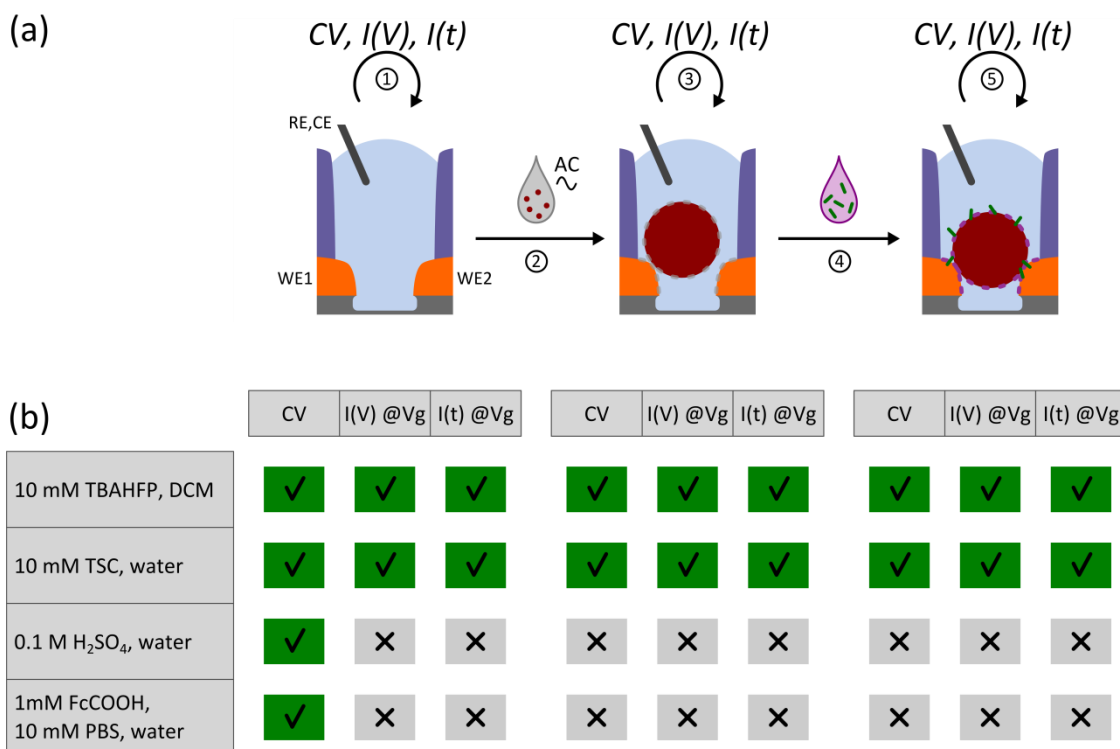 (a)
CV, I(V), I(t) CV, I(V), I(t) CV, I(V), I(t)
① ③ ⑤
RE,CE
AC
② ④
WE1 WE2
(b)
CV I(V) @Vg I(t) @Vg CV I(V) @Vg I(t) @Vg CV I(V) @Vg I(t) @Vg
10 mM TBAHFP, DCM
10 mM TSC, water
0.1 M H₂SO₄, water
1mM FcCOOH,
10 mM PBS, water